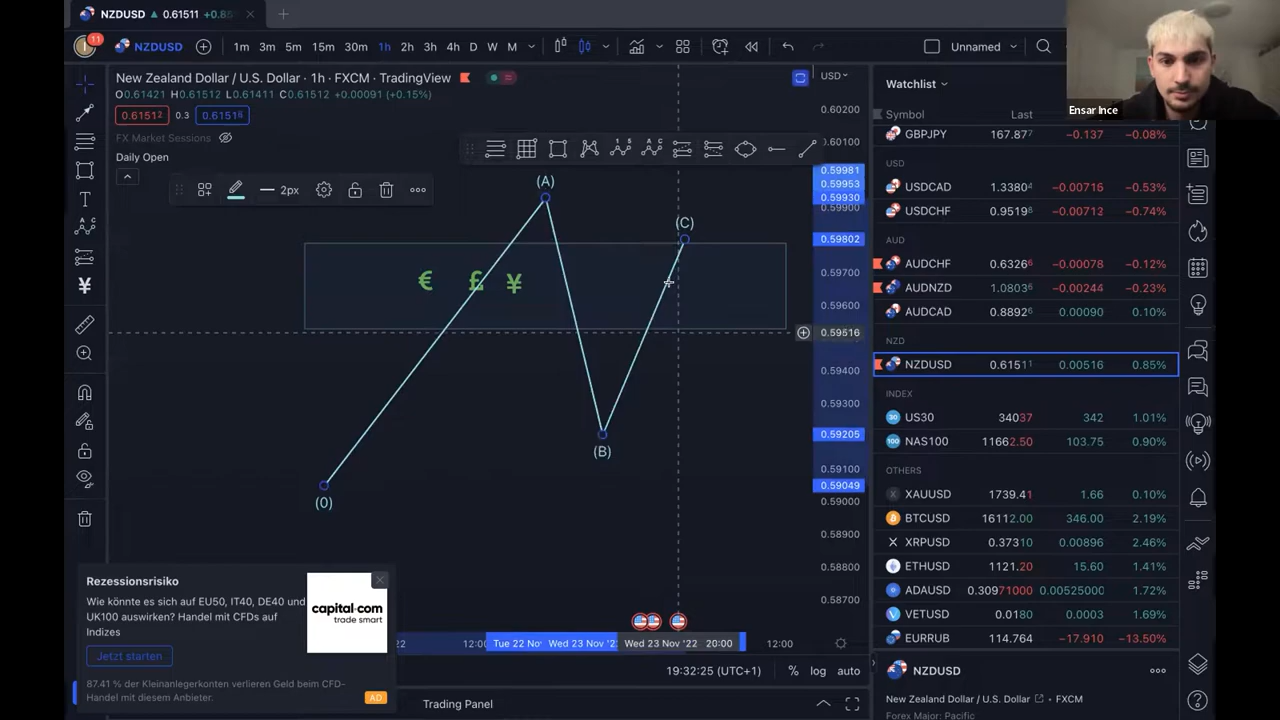 NZDUSD ▲ 0.61511 +0.8
11
NZDUSD
1m 3m 5m 15m 30m 1h 2h 3h 4h D W M
Unnamed
Ensar Ince
New Zealand Dollar / U.S. Dollar · 1h · FXCM · TradingView
O0.61421 H0.61512 L0.61411 C0.61512 +0.00091 (+0.15%)
0.61512 0.3 0.61516
FX Market Sessions
Daily Open
2px
USD
0.60200
0.60100
0.59981
0.59953
0.59930
0.59900
0.59802
0.59700
0.59600
0.59516
0.59400
0.59300
0.59205
0.59100
0.59049
0.59000
0.58900
0.58800
0.58700
(A)
(C)
€ £ ¥
(B)
(0)
Rezessionsrisiko
Wie könnte es sich auf EU50, IT40, DE40 und
UK100 auswirken? Handel mit CFDs auf
Indizes
Jetzt starten
87.41 % der Kleinanlegerkonten verlieren Geld beim CFD-
Handel mit diesem Anbieter.
capital.com
trade smart
AD
22 12:00 Tue 22 Nov Wed 23 Nov '2 Wed 23 Nov '22 20:00 12:00
19:32:25 (UTC+1) % log auto
Trading Panel
Watchlist
Symbol Last
GBPJPY 167.877 −0.137 −0.08%
USD
USDCAD 1.33804 −0.00716 −0.53%
USDCHF 0.95198 −0.00712 −0.74%
AUD
AUDCHF 0.63266 −0.00078 −0.12%
AUDNZD 1.08036 −0.00244 −0.23%
AUDCAD 0.88926 0.00090 0.10%
NZD
NZDUSD 0.61511 0.00516 0.85%
INDEX
US30 34037 342 1.01%
NAS100 11662.50 103.75 0.90%
OTHERS
XAUUSD 1739.41 1.66 0.10%
BTCUSD 16112.00 346.00 2.19%
XRPUSD 0.37310 0.00896 2.46%
ETHUSD 1121.20 15.60 1.41%
ADAUSD 0.30971000 0.00525000 1.72%
VETUSD 0.0180 0.0003 1.69%
EURRUB 114.764 −17.910 −13.50%
NZDUSD
New Zealand Dollar / U.S. Dollar · FXCM
Forex Major: Pacific